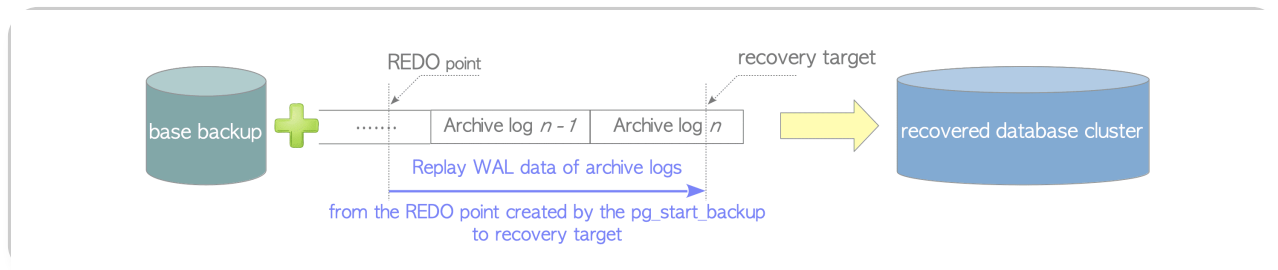 REDO point
recovery target
base backup
.......
Archive log n - 1
Archive log n
recovered database cluster
Replay WAL data of archive logs
from the REDO point created by the pg_start_backup
to recovery target